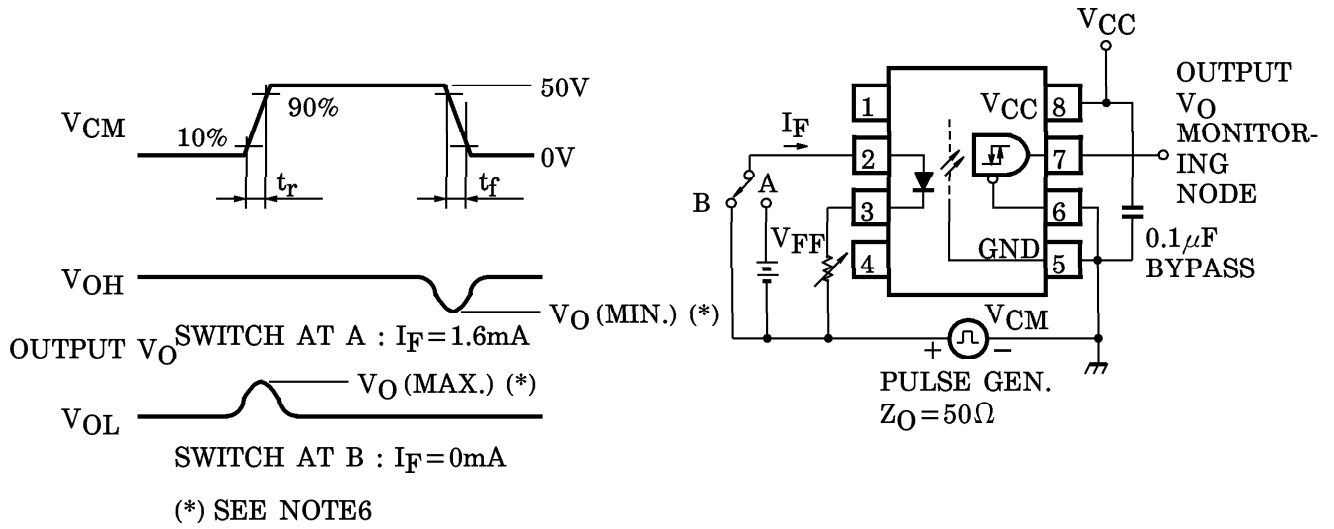 VCM
10%
90%
50V
0V
tr
tf
VOH
VO (MIN.) (*)
SWITCH AT A : IF=1.6mA
OUTPUT VO
VO (MAX.) (*)
VOL
SWITCH AT B : IF=0mA
(*) SEE NOTE6
VCC
IF
B
A
VFF
1
2
3
4
VCC
GND
8
7
6
5
OUTPUT
VO
MONITOR-
ING
NODE
0.1μF
BYPASS
VCM
+
−
PULSE GEN.
ZO=50Ω